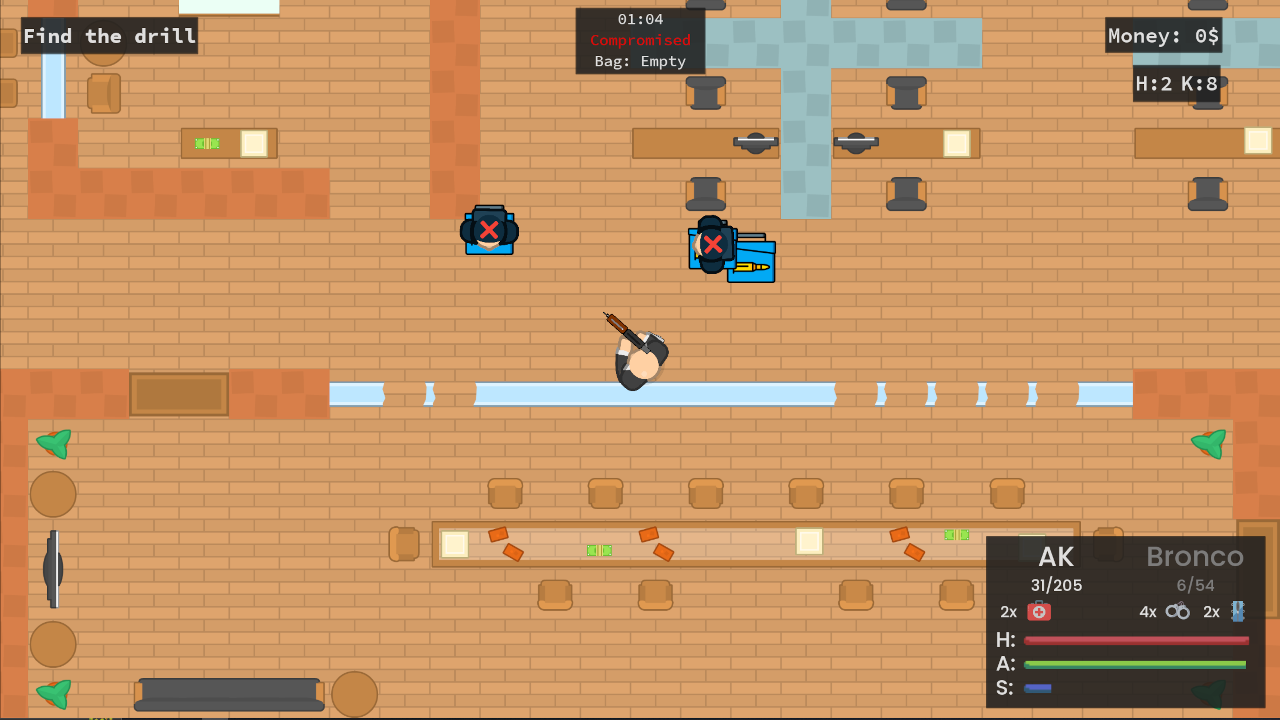 Find the drill
01:04
Compromised
Bag: Empty
Money: 0$
H:2 K:8
AK
Bronco
31/205
6/54
2x
4x
2x
H:
A:
S: